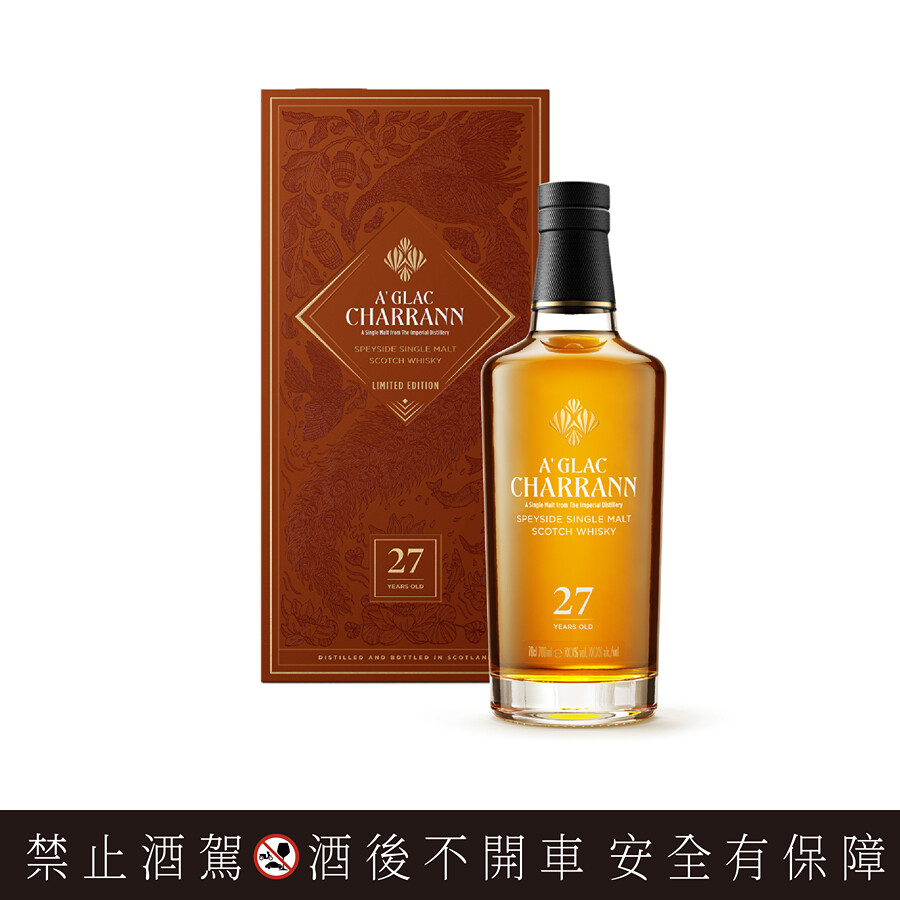 A' GLAC
CHARRANN
A Single Malt from The Imperial Distillery
SPEYSIDE SINGLE MALT
SCOTCH WHISKY
LIMITED EDITION
27
YEARS OLD
DISTILLED AND BOTTLED IN SCOTLAN
A' GLAC
CHARRANN
A Single Malt from The Imperial Distillery
SPEYSIDE SINGLE MALT
SCOTCH WHISKY
27
YEARS OLD
70cl 700ml
禁止酒駕 酒後不開車 安全有保障